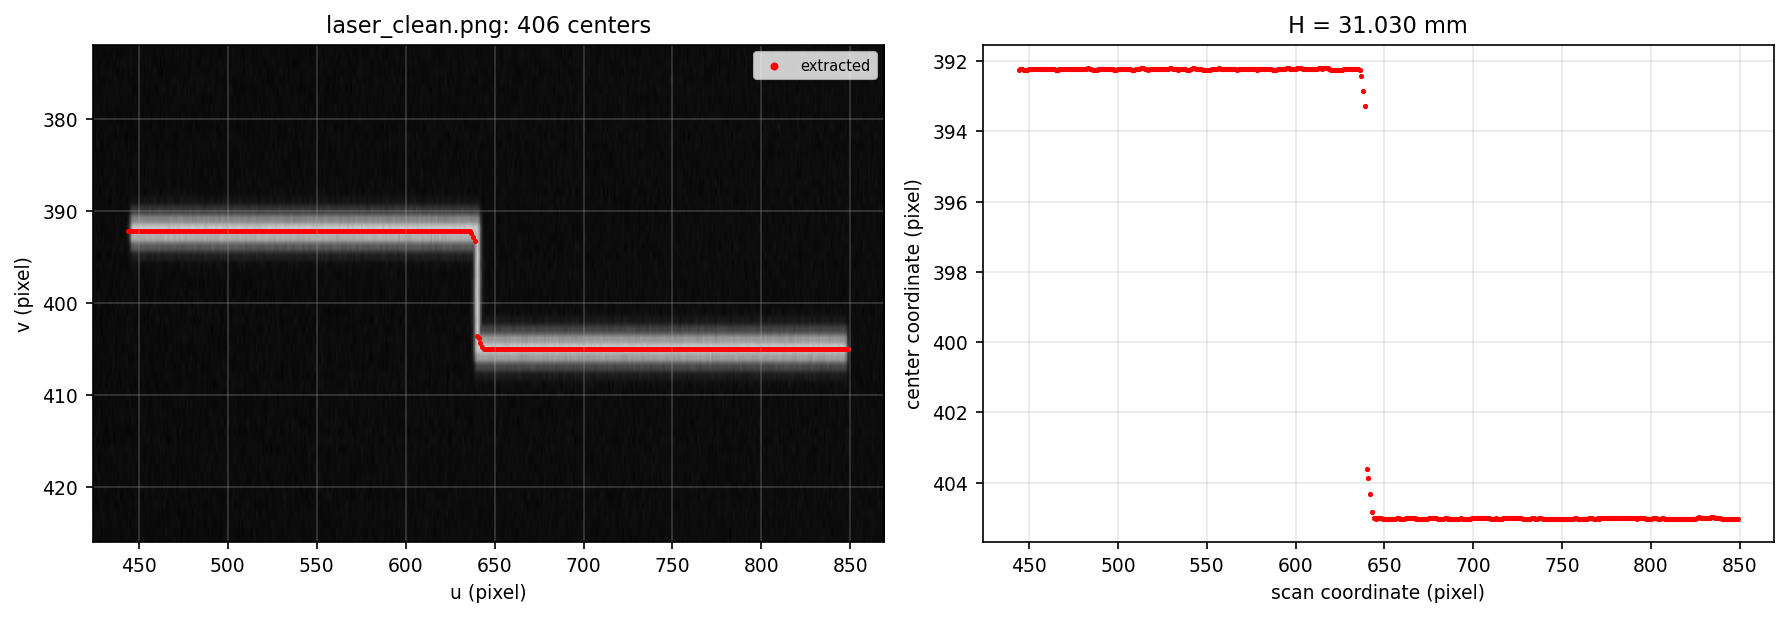 laser_clean.png: 406 centers
extracted
380
390
400
410
420
v (pixel)
450 500 550 600 650 700 750 800 850
u (pixel)
H = 31.030 mm
392
394
396
398
400
402
404
center coordinate (pixel)
450 500 550 600 650 700 750 800 850
scan coordinate (pixel)